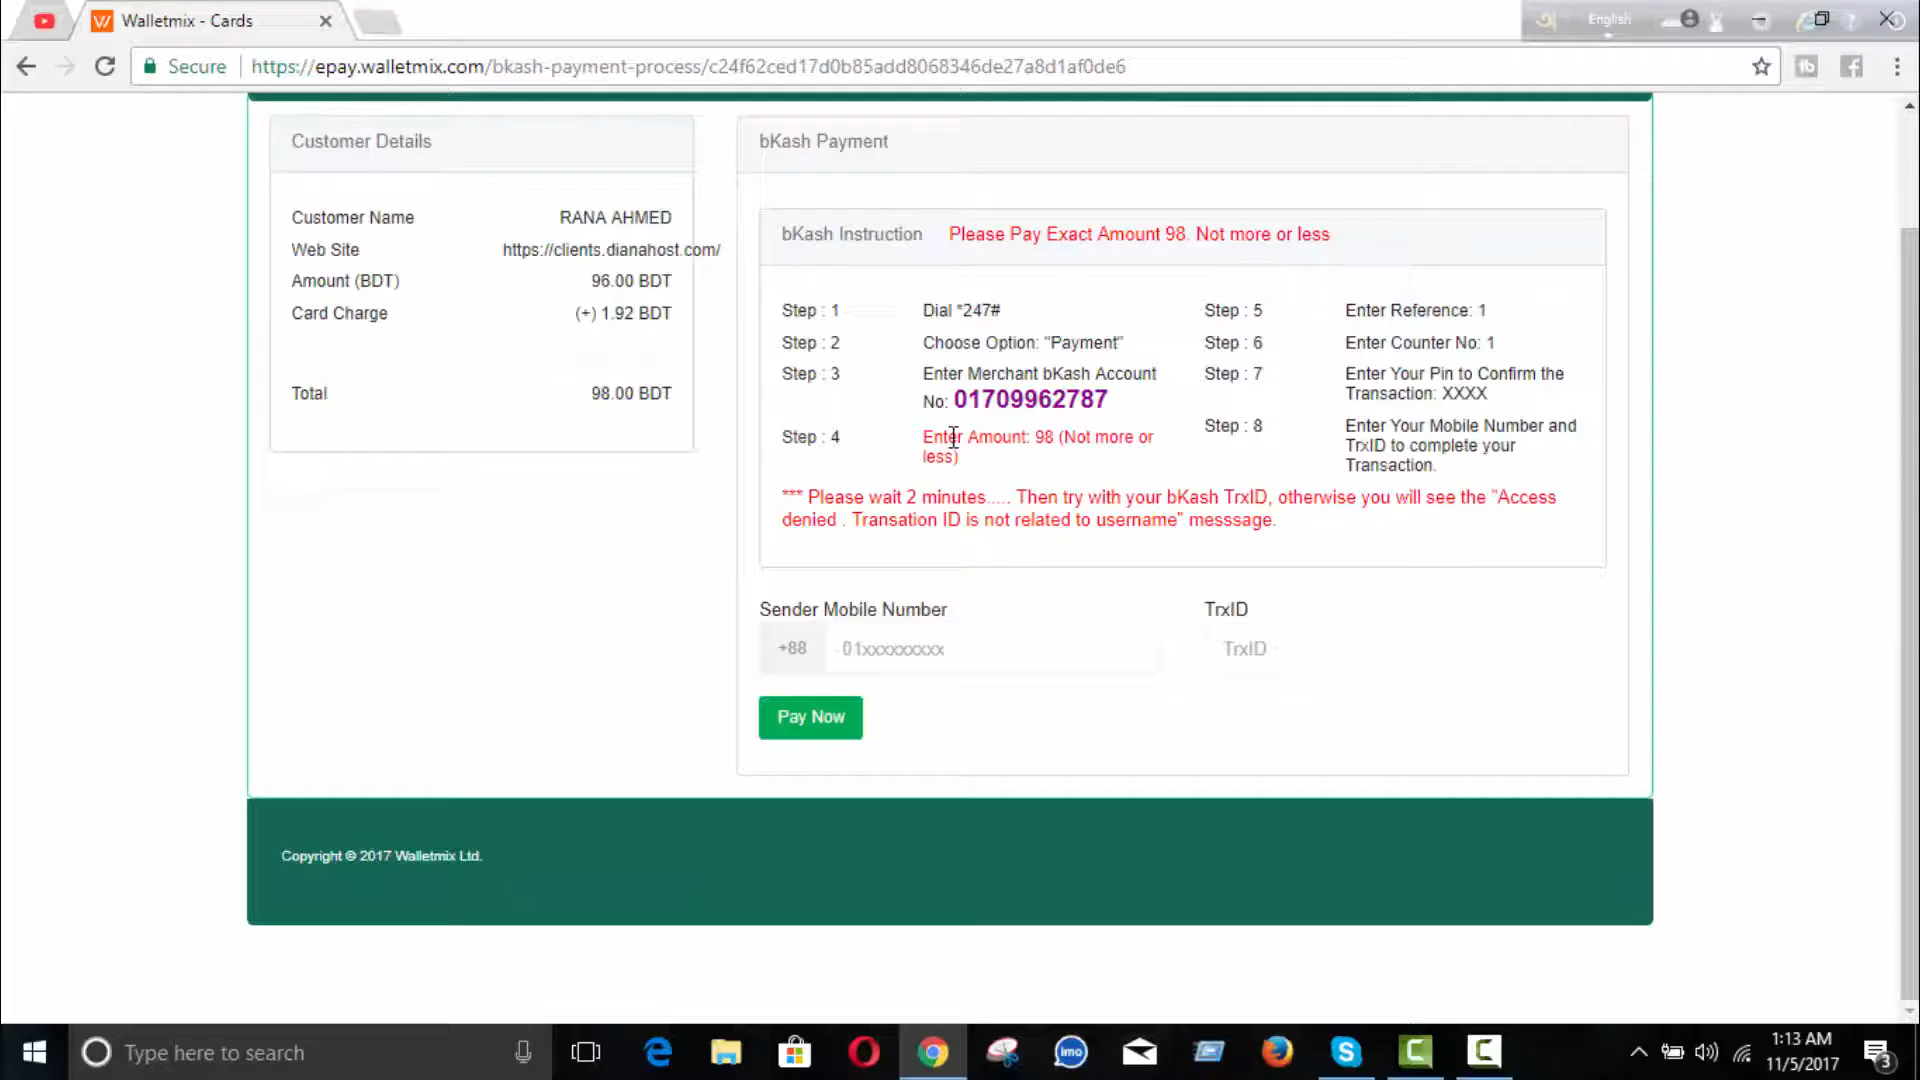 Walletmix - Cards
English
Secure
https://epay.walletmix.com/bkash-payment-process/c24f62ced17d0b85add8068346de27a8d1af0de6
Customer Details
Customer Name RANA AHMED
Web Site https://clients.dianahost.com/
Amount (BDT) 96.00 BDT
Card Charge (+) 1.92 BDT
Total 98.00 BDT
bKash Payment
bKash Instruction Please Pay Exact Amount 98. Not more or less
Step : 1 Dial *247#
Step : 2 Choose Option: "Payment"
Step : 3 Enter Merchant bKash Account
No: 01709962787
Step : 4 Enter Amount: 98 (Not more or
less)
Step : 5 Enter Reference: 1
Step : 6 Enter Counter No: 1
Step : 7 Enter Your Pin to Confirm the
Transaction: XXXX
Step : 8 Enter Your Mobile Number and
TrxID to complete your
Transaction.
*** Please wait 2 minutes..... Then try with your bKash TrxID, otherwise you will see the "Access
denied . Transation ID is not related to username" messsage.
Sender Mobile Number
+88 01xxxxxxxxx
TrxID
TrxID
Pay Now
Copyright © 2017 Walletmix Ltd.
Type here to search
imo
1:13 AM
11/5/2017
3